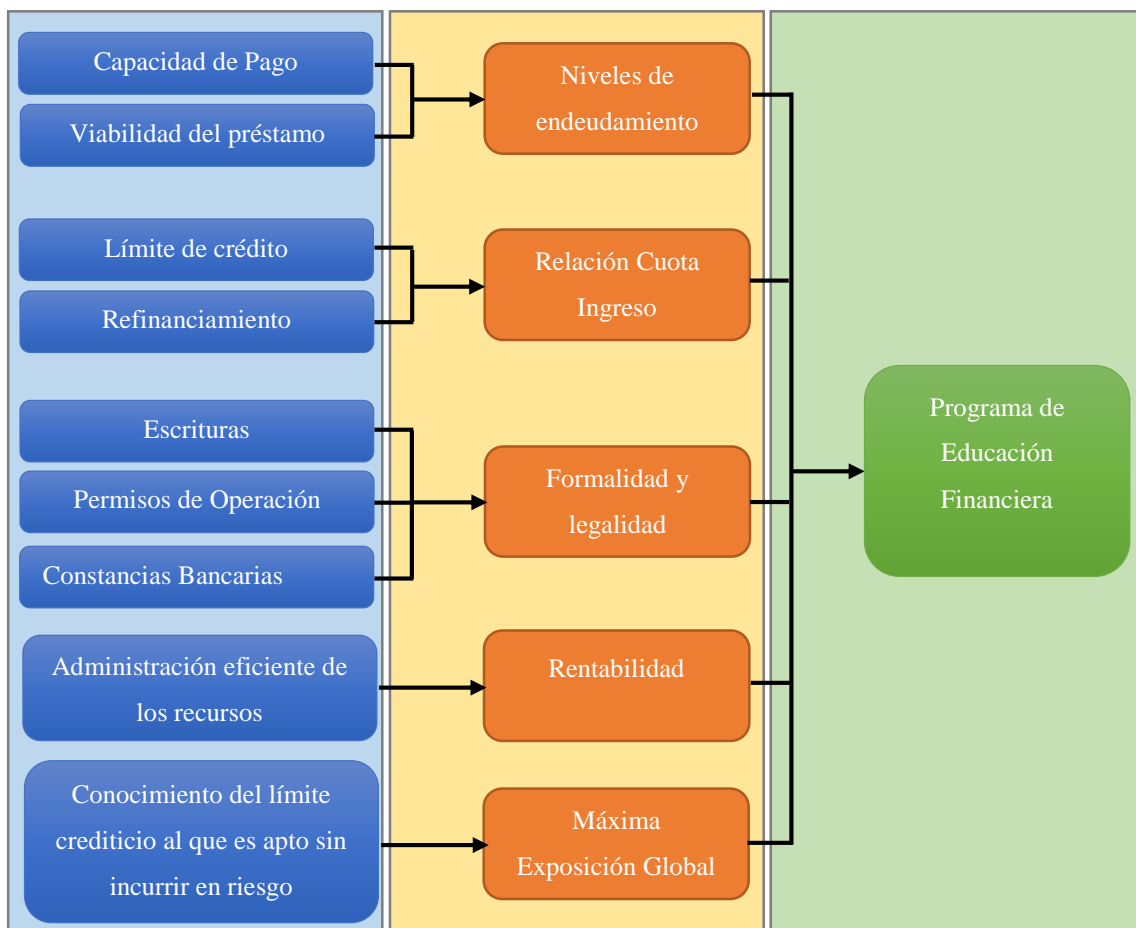 Capacidad de Pago
Viabilidad del préstamo
Límite de crédito
Refinanciamiento
Escrituras
Permisos de Operación
Constancias Bancarias
Administración eficiente de
los recursos
Conocimiento del límite
crediticio al que es apto sin
incurrir en riesgo
Niveles de
endeudamiento
Relación Cuota
Ingreso
Formalidad y
legalidad
Rentabilidad
Máxima
Exposición Global
Programa de
Educación
Financiera